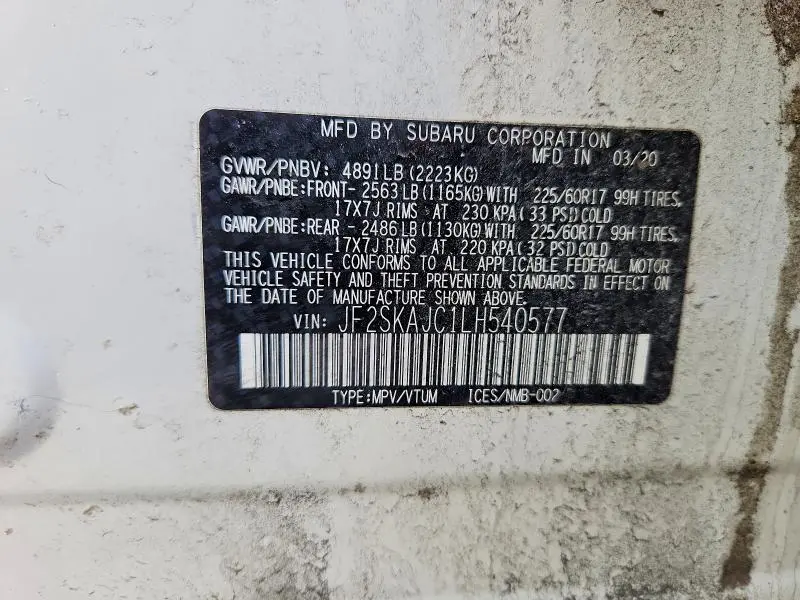 MFD BY SUBARU CORPORATION
MFD IN 03/20
GVWR/PNBV: 4891LB (2223KG)
GAWR/PNBE:FRONT- 2563LB (1165KG)WITH 225/60R17 99H TIRES,
17X7J RIMS AT 230 KPA(33 PSI)COLD
GAWR/PNBE:REAR - 2486LB (1130KG)WITH 225/60R17 99H TIRES,
17X7J RIMS AT 220 KPA(32 PSI)COLD
THIS VEHICLE CONFORMS TO ALL APPLICABLE FEDERAL MOTOR
VEHICLE SAFETY AND THEFT PREVENTION STANDARDS IN EFFECT ON
THE DATE OF MANUFACTURE SHOWN ABOVE.
VIN: JF2SKAJC1LH540577
TYPE:MPV/VTUM ICES/NMB-002